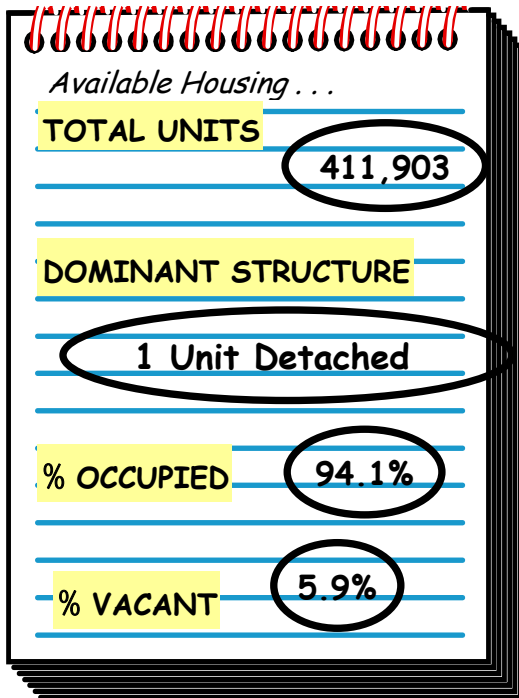 Available Housing . . .
TOTAL UNITS
411,903
DOMINANT STRUCTURE
1 Unit Detached
% OCCUPIED
94.1%
% VACANT
5.9%